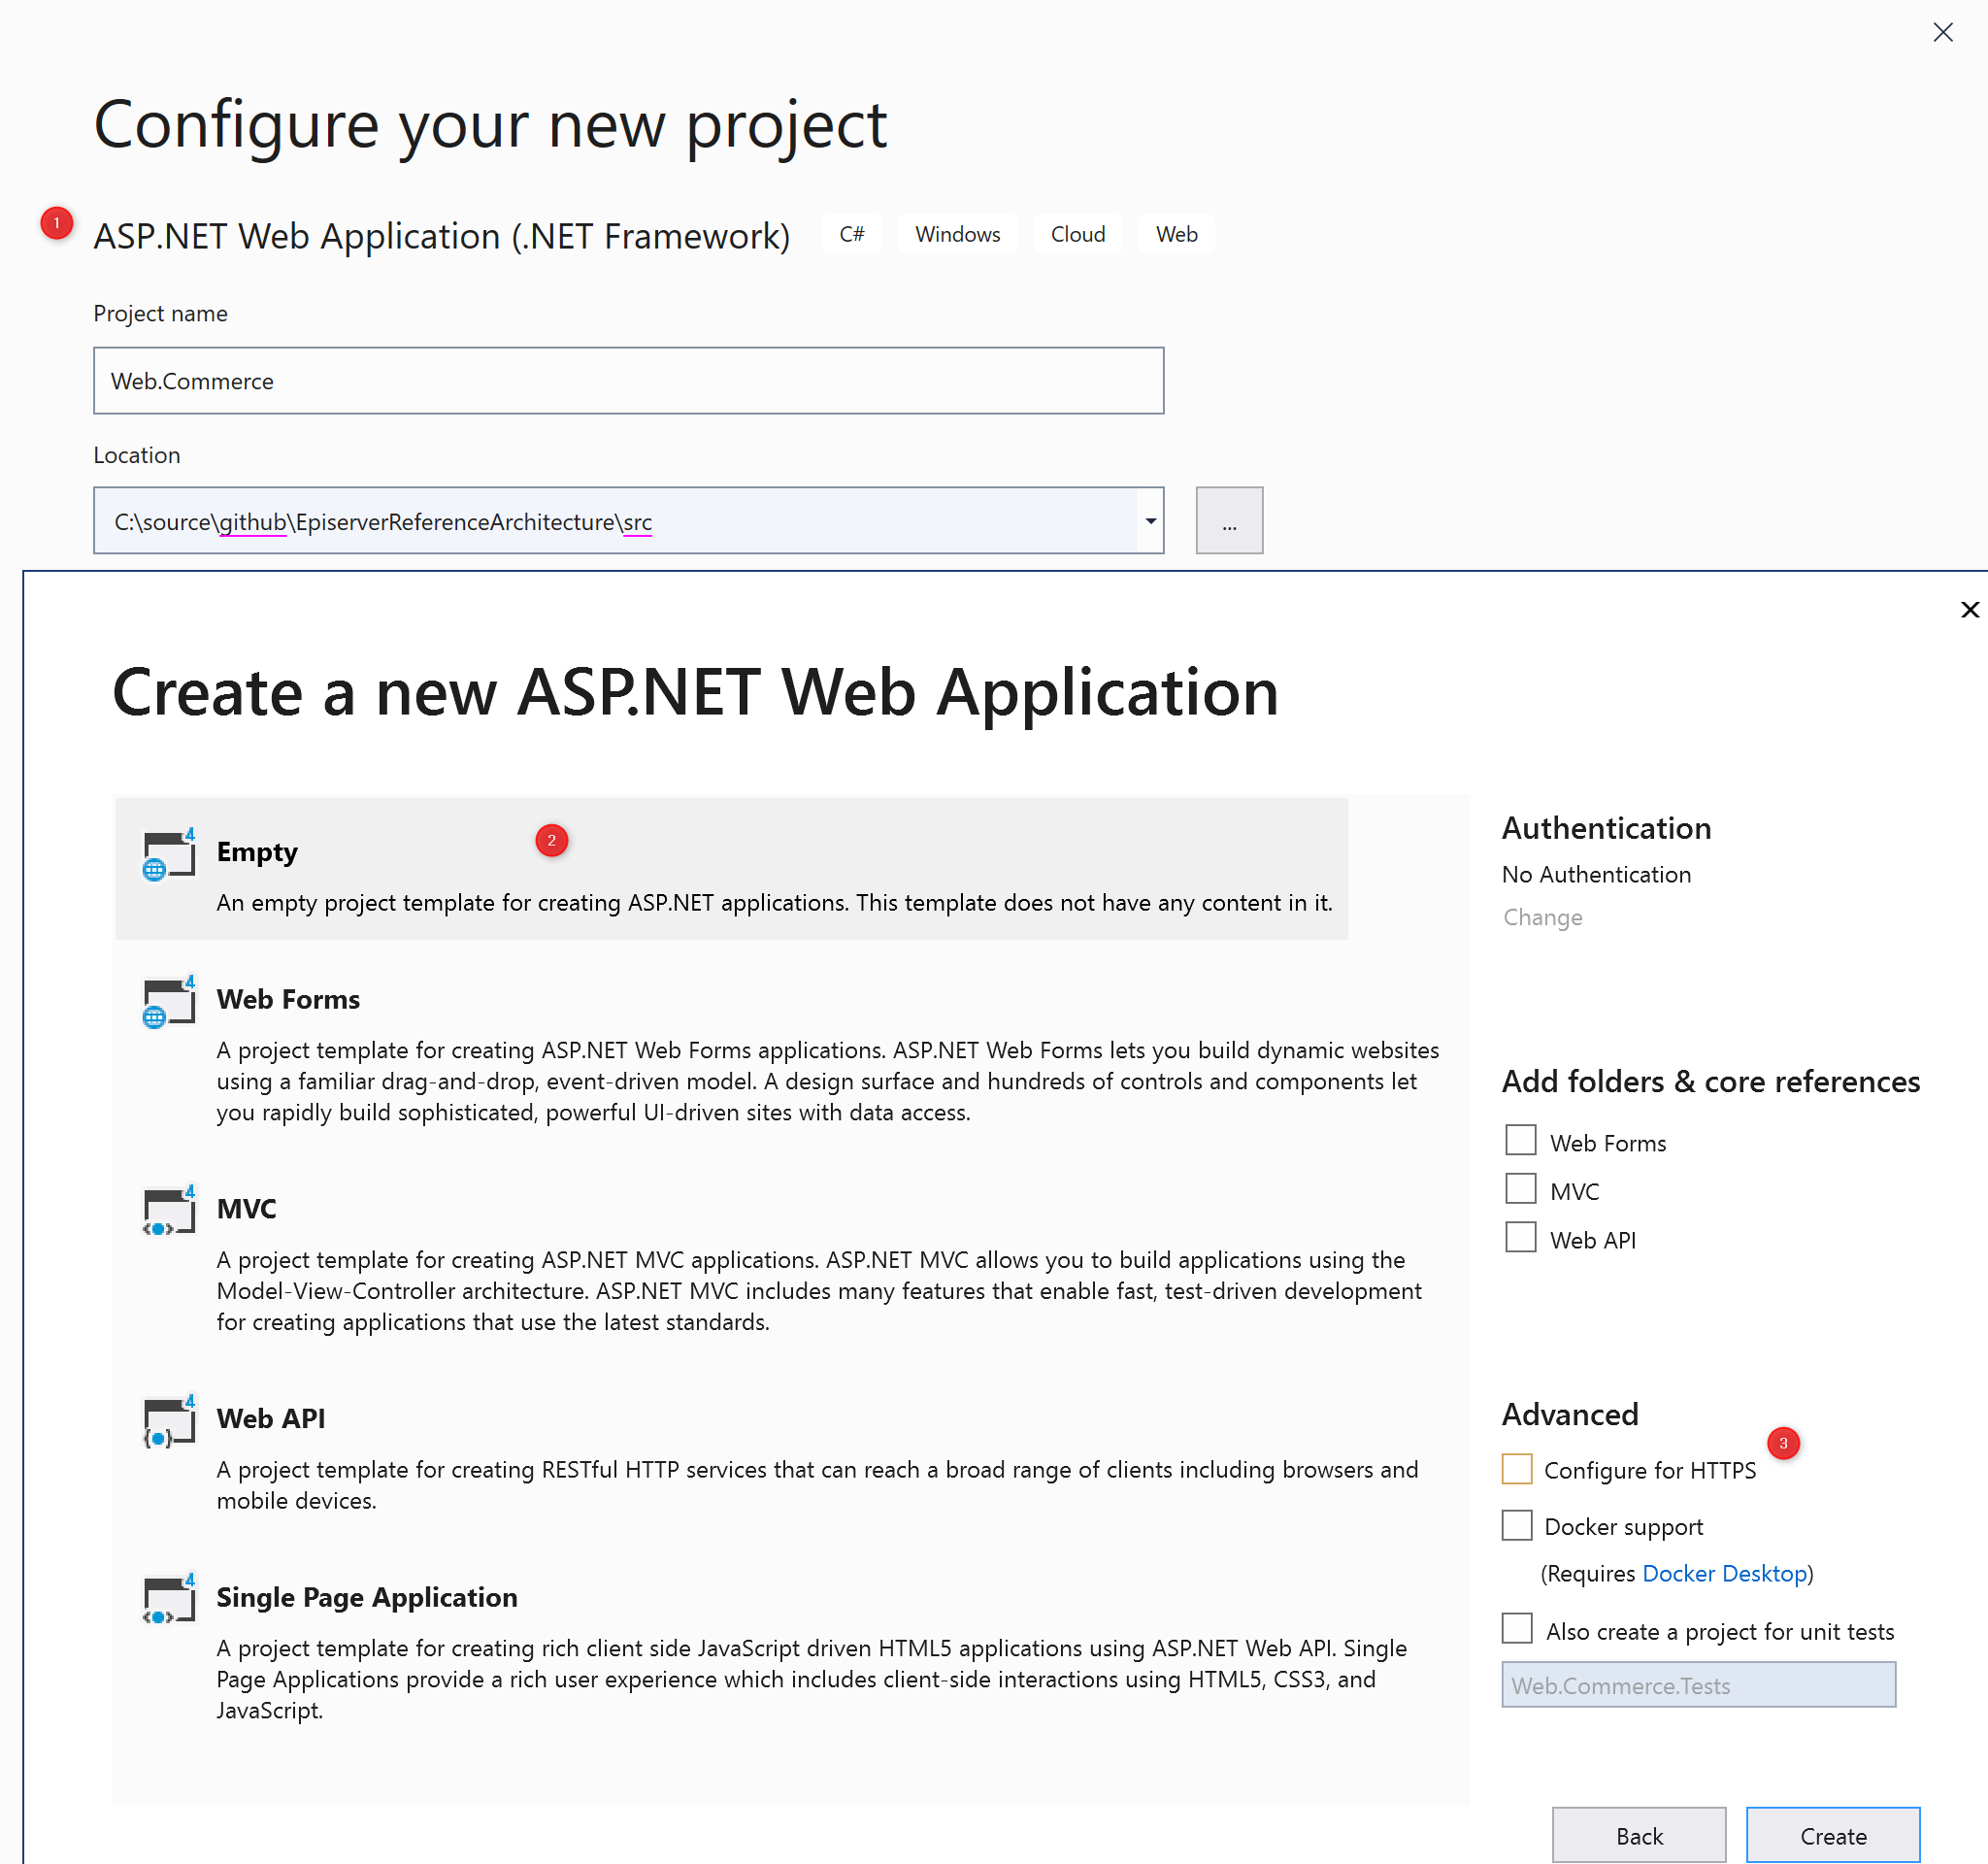 Configure your new project
1
ASP.NET Web Application (.NET Framework) C# Windows Cloud Web
Project name
Web.Commerce
Location
C:\source\github\EpiserverReferenceArchitecture\src
...
Create a new ASP.NET Web Application
Empty
2
An empty project template for creating ASP.NET applications. This template does not have any content in it.
4
Web Forms
A project template for creating ASP.NET Web Forms applications. ASP.NET Web Forms lets you build dynamic websites
using a familiar drag-and-drop, event-driven model. A design surface and hundreds of controls and components let
you rapidly build sophisticated, powerful UI-driven sites with data access.
4
MVC
A project template for creating ASP.NET MVC applications. ASP.NET MVC allows you to build applications using the
Model-View-Controller architecture. ASP.NET MVC includes many features that enable fast, test-driven development
for creating applications that use the latest standards.
4
Web API
A project template for creating RESTful HTTP services that can reach a broad range of clients including browsers and
mobile devices.
4
Single Page Application
A project template for creating rich client side JavaScript driven HTML5 applications using ASP.NET Web API. Single
Page Applications provide a rich user experience which includes client-side interactions using HTML5, CSS3, and
JavaScript.
4
Authentication
No Authentication
Change
Add folders & core references
Web Forms
MVC
Web API
Advanced
3
Configure for HTTPS
Docker support
(Requires Docker Desktop)
Also create a project for unit tests
Web.Commerce.Tests
Back
Create